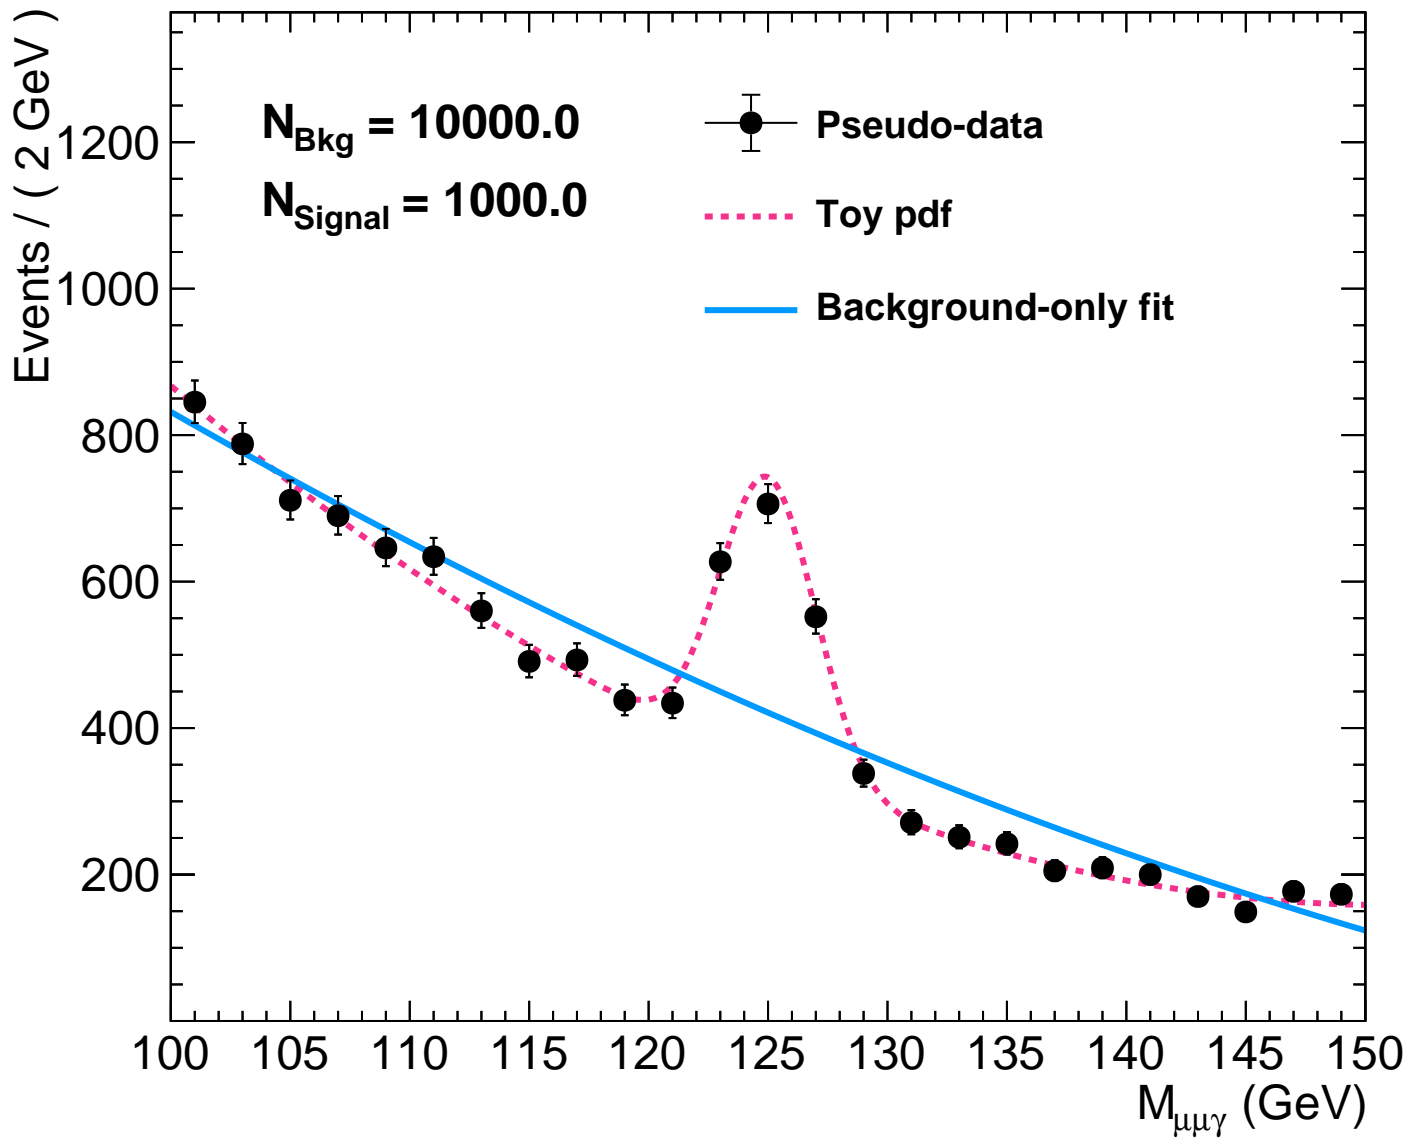 Events / ( 2 GeV )
N_Bkg = 10000.0
N_Signal = 1000.0
Pseudo-data
Toy pdf
Background-only fit
1200
1000
800
600
400
200
100 105 110 115 120 125 130 135 140 145 150
M_μμγ (GeV)